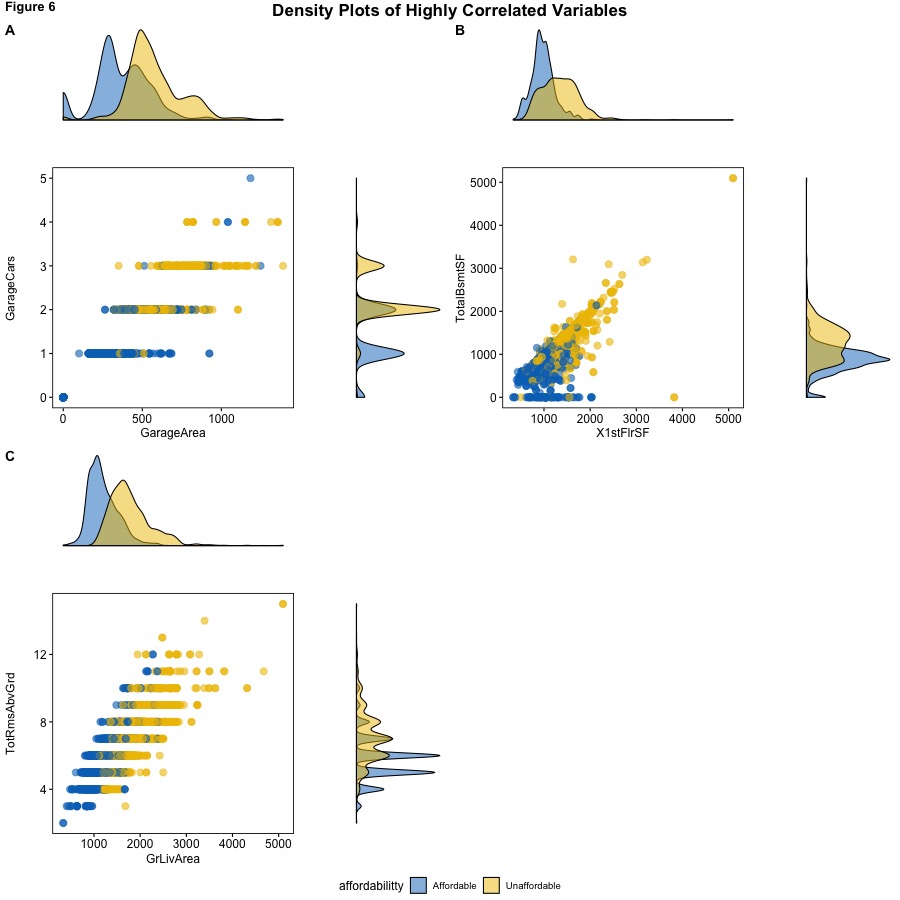 Figure 6
Density Plots of Highly Correlated Variables
A
5
4
3
2
1
0
GarageCars
0 500 1000
GarageArea
B
5000
4000
3000
2000
1000
0
TotalBsmtSF
1000 2000 3000 4000 5000
X1stFlrSF
C
12
8
4
TotRmsAbvGrd
1000 2000 3000 4000 5000
GrLivArea
affordabilitty Affordable Unaffordable